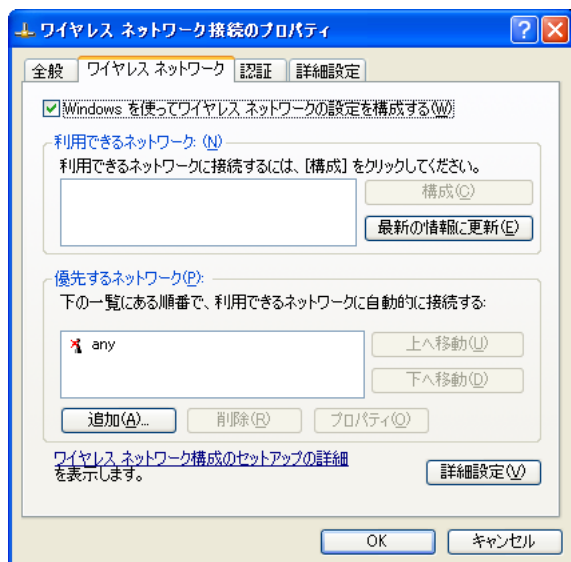 ワイヤレス ネットワーク接続のプロパティ
全般 ワイヤレス ネットワーク 認証 詳細設定
Windows を使ってワイヤレス ネットワークの設定を構成する(W)
利用できるネットワーク: (N)
利用できるネットワークに接続するには、[構成] をクリックしてください。
構成(C)
最新の情報に更新(E)
優先するネットワーク(P):
下の一覧にある順番で、利用できるネットワークに自動的に接続する:
any
上へ移動(U)
下へ移動(D)
追加(A)... 削除(R) プロパティ(O)
ワイヤレス ネットワーク構成のセットアップの詳細
を表示します。
詳細設定(V)
OK キャンセル